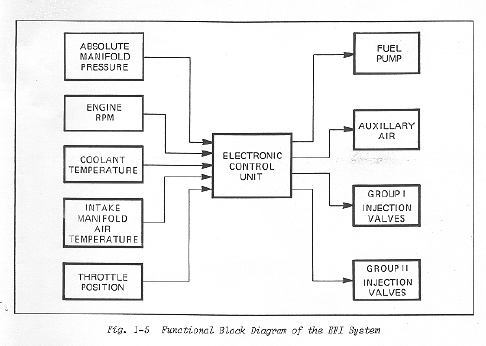 ABSOLUTE
MANIFOLD
PRESSURE
ENGINE
RPM
COOLANT
TEMPERATURE
INTAKE
MANIFOLD
AIR
TEMPERATURE
THROTTLE
POSITION
ELECTRONIC
CONTROL
UNIT
FUEL
PUMP
AUXILLARY
AIR
GROUP I
INJECTION
VALVES
GROUP II
INJECTION
VALVES
Fig. 1-5 Functional Block Diagram of the EFI System